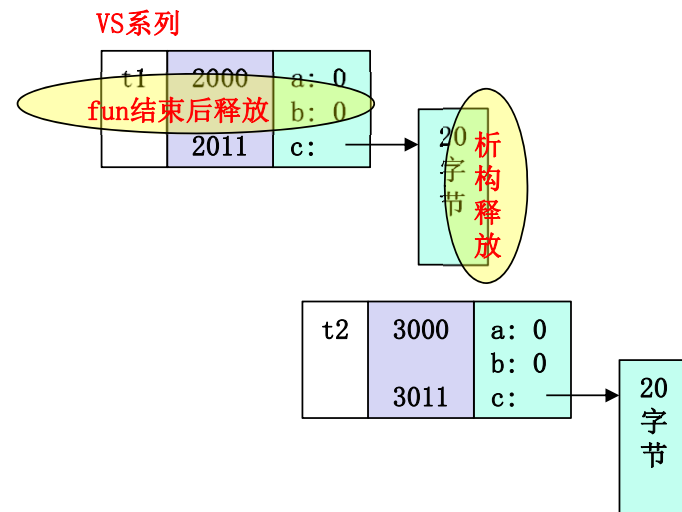 VS系列
t1 2000 a: 0
fun结束后释放 b: 0
2011 c:
20
字
节
析
构
释
放
t2 3000 a: 0
b: 0
3011 c:
20
字
节